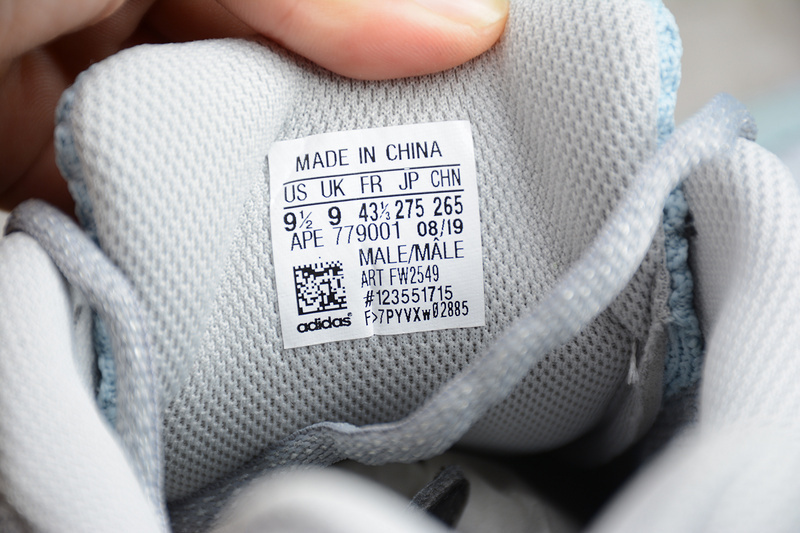 MADE IN CHINA
US UK FR JP CHN
9½ 9 43⅓ 275 265
APE 779001 08/19
MALE/MÂLE
ART FW2549
#123551715
F>7PYVXwØ2885
adidas®